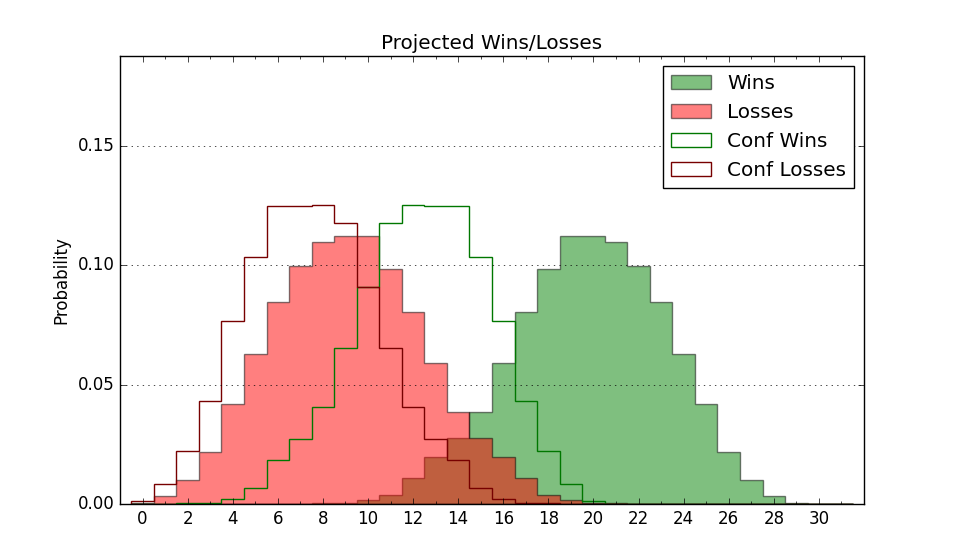 Projected Wins/Losses
Wins
Losses
Conf Wins
Conf Losses
Probability
0.15
0.10
0.05
0.00
0 2 4 6 8 10 12 14 16 18 20 22 24 26 28 30